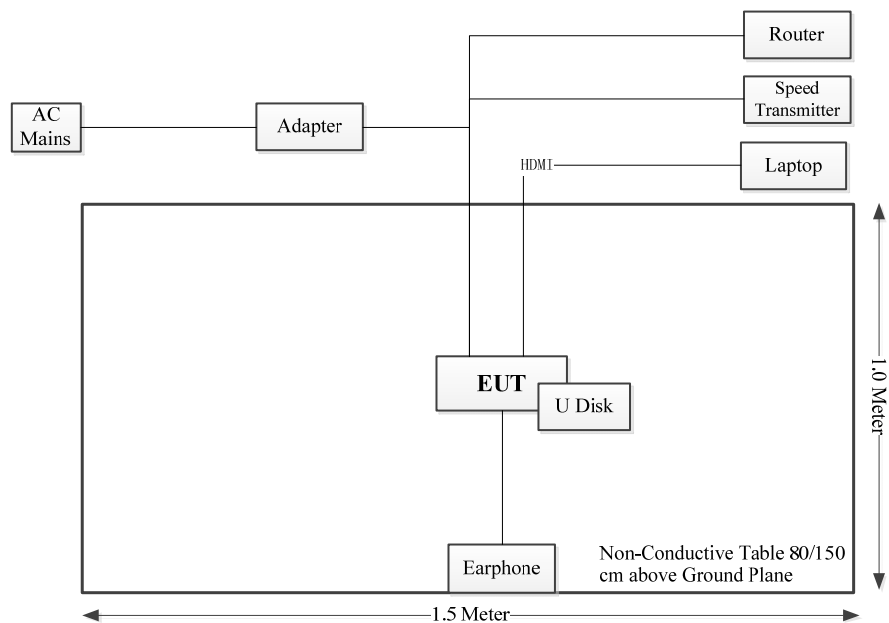 Router
Speed
Transmitter
AC
Mains
Adapter
HDMI
Laptop
EUT
U Disk
1.0 Meter
Earphone
Non-Conductive Table 80/150
cm above Ground Plane
1.5 Meter